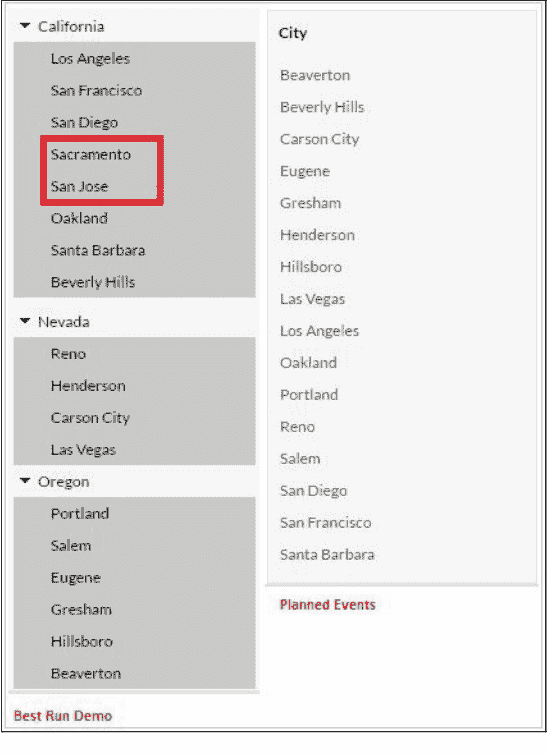 California
Los Angeles
San Francisco
San Diego
Sacramento
San Jose
Oakland
Santa Barbara
Beverly Hills
Nevada
Reno
Henderson
Carson City
Las Vegas
Oregon
Portland
Salem
Eugene
Gresham
Hillsboro
Beaverton
Best Run Demo
City
Beaverton
Beverly Hills
Carson City
Eugene
Gresham
Henderson
Hillsboro
Las Vegas
Los Angeles
Oakland
Portland
Reno
Salem
San Diego
San Francisco
Santa Barbara
Planned Events